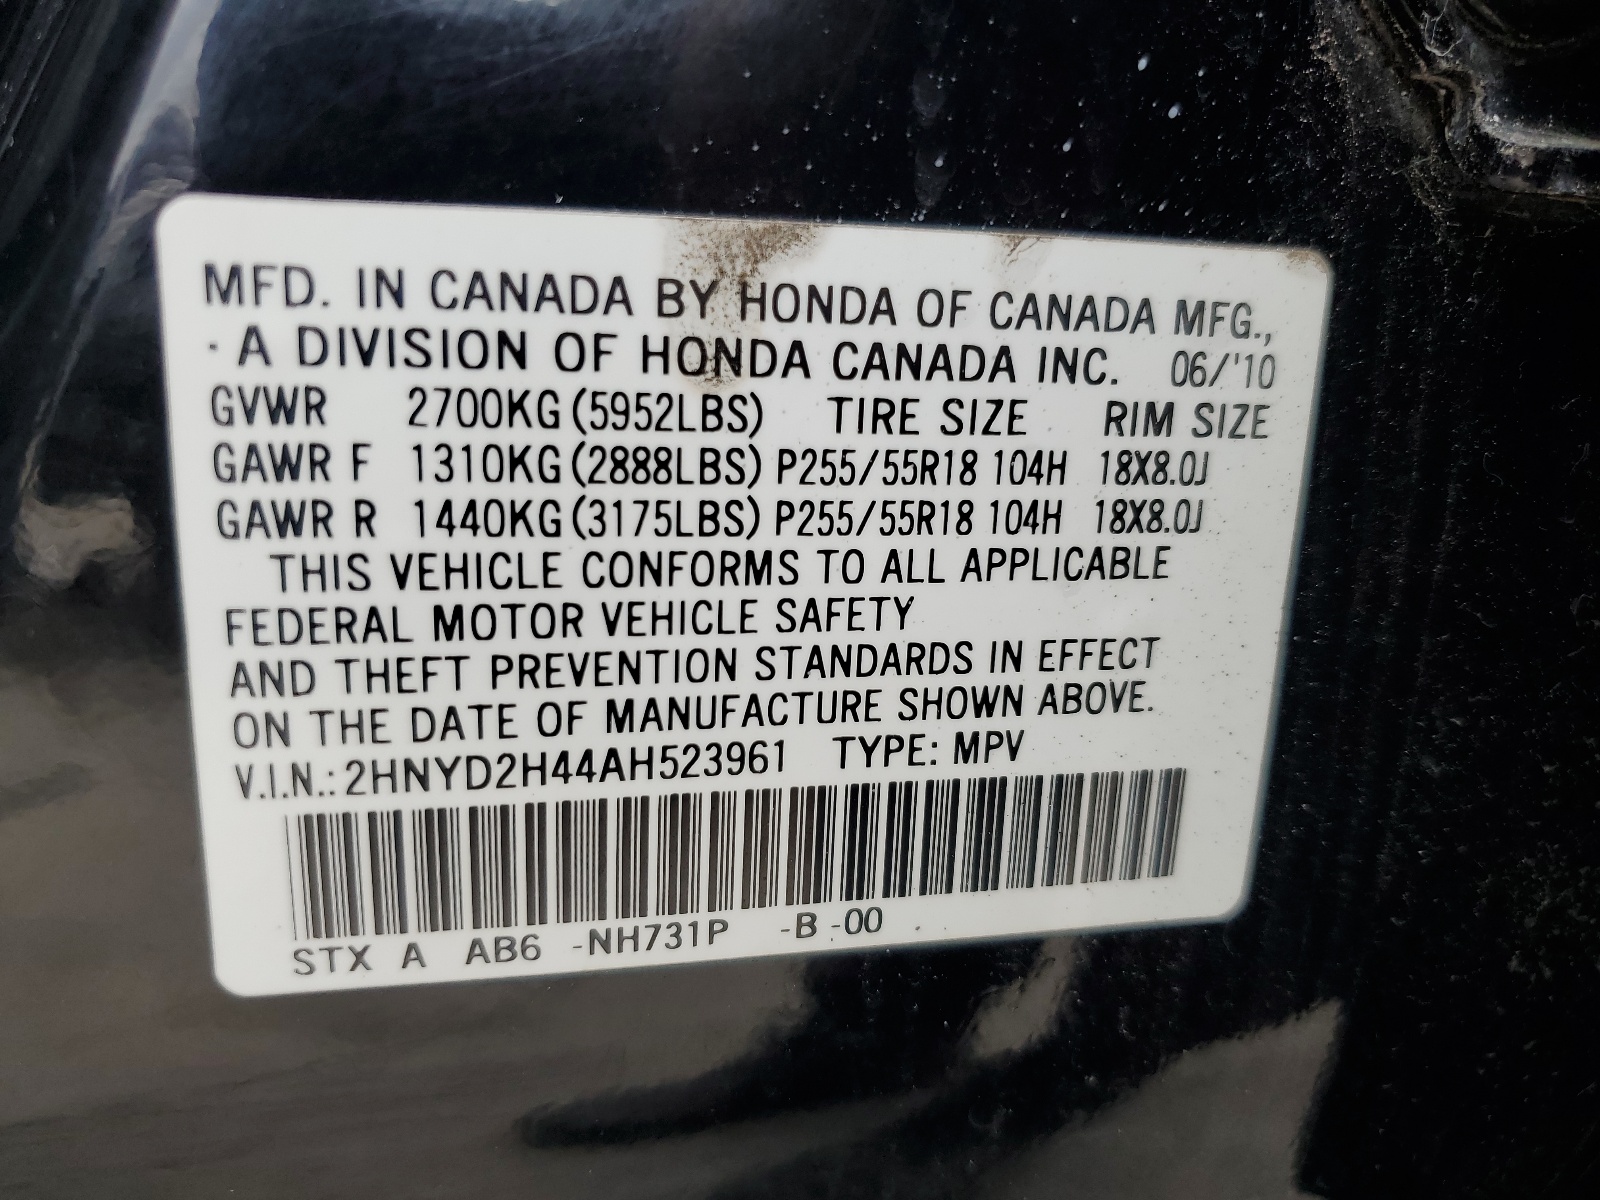 MFD. IN CANADA BY HONDA OF CANADA MFG.,
· A DIVISION OF HONDA CANADA INC. 06/'10
GVWR 2700KG (5952LBS) TIRE SIZE RIM SIZE
GAWR F 1310KG (2888LBS) P255/55R18 104H 18X8.0J
GAWR R 1440KG (3175LBS) P255/55R18 104H 18X8.0J
THIS VEHICLE CONFORMS TO ALL APPLICABLE
FEDERAL MOTOR VEHICLE SAFETY
AND THEFT PREVENTION STANDARDS IN EFFECT
ON THE DATE OF MANUFACTURE SHOWN ABOVE.
V.I.N.: 2HNYD2H44AH523961 TYPE: MPV
STX A AB6 -NH731P -B -00 .